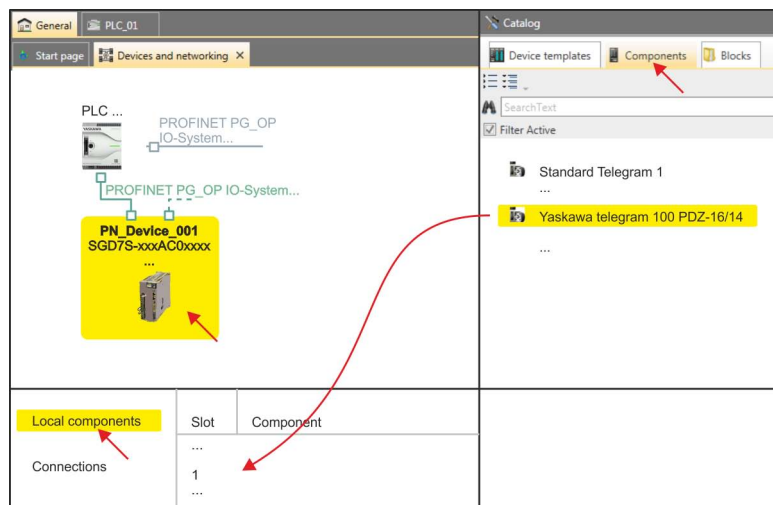 General
PLC_01
Start page
Devices and networking
PLC ...
PROFINET PG_OP
IO-System...
PROFINET PG_OP IO-System...
PN_Device_001
SGD7S-xxxAC0xxxx
...
Catalog
Device templates
Components
Blocks
SearchText
Filter Active
Standard Telegram 1
...
Yaskawa telegram 100 PDZ-16/14
...
Local components
Slot
Component
...
Connections
1
...